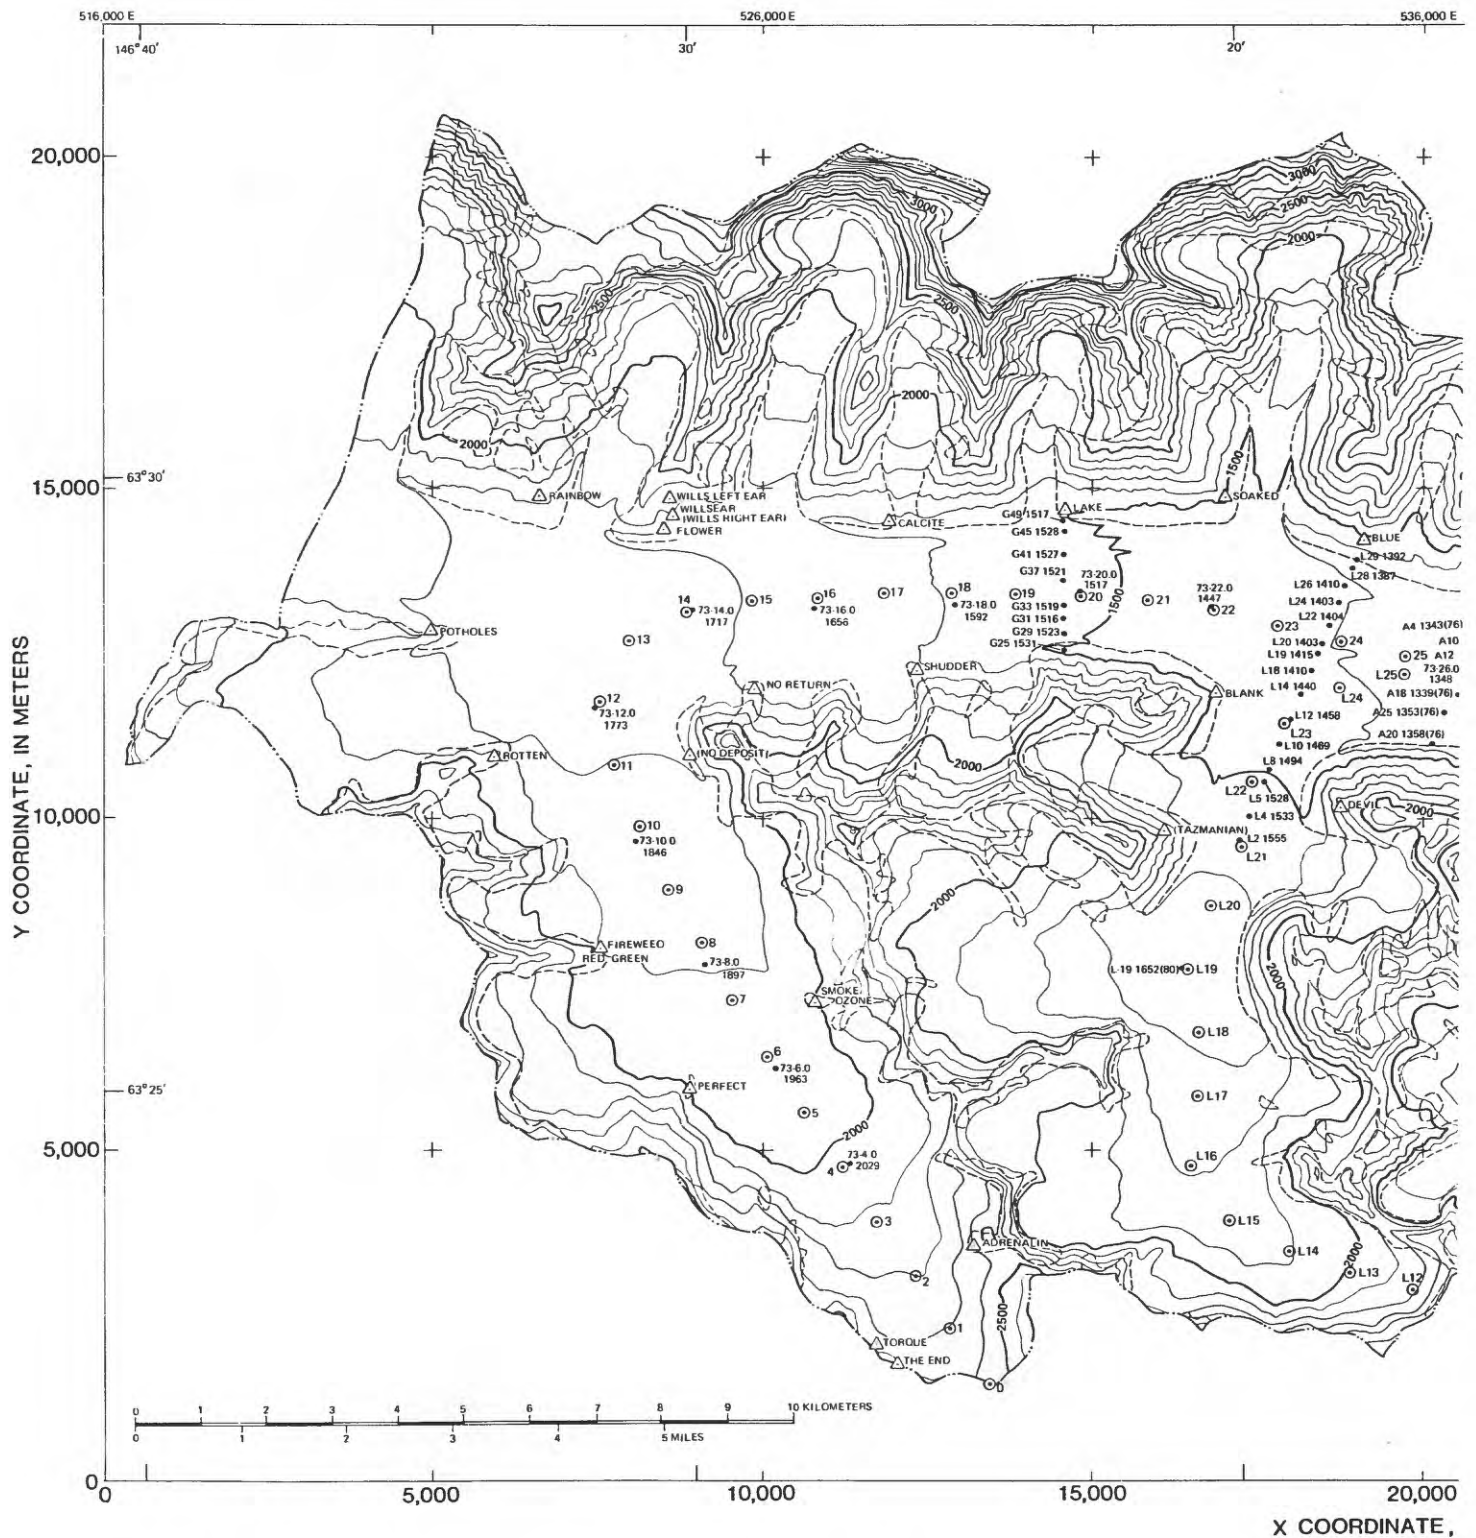 516,000 E
526,000 E
536,000 E
146°40'
30'
20'
20,000
3000
3000
2500
2000
2500
2500
2000
2000
1500
63°30'
15,000
RAINBOW
WILLS LEFT EAR
WILLSEAR
(WILLS RIGHT EAR)
FLOWER
CALCITE
G49 1517
LAKE
SOAKED
G45 1528
BLUE
L29 1392
G41 1527
L28 1387
G37 1521
73-20.0
1517
1500
73-22.0
1447
L26 1410
14
73-14.0
1717
15
16
73-16.0
1656
17
18
73-18.0
1592
19
20
21
22
L24 1403
G33 1519
G31 1516
L22 1404
23
A4 1343(76)
POTHOLES
13
G29 1523
L20 1403
24
A10
G25 1531
L19 1415
25
A12
SHUDDER
L18 1410
L25
73-26.0
1348
NO RETURN
BLANK
L14 1440
L24
A18 1339(76)
12
73-12.0
1773
L12 1458
L23
A25 1353(76)
L10 1469
A20 1358(76)
ROTTEN
(NO DEPOSIT)
11
2000
L8 1494
L22
L5 1528
DEVIL
2000
10,000
L4 1533
10
73-10.0
1846
(TAZMANIAN)
L2 1555
L21
9
2000
L20
Y COORDINATE, IN METERS
FIREWEED
RED GREEN
8
73-8.0
1897
L-19 1652(80)
L19
2000
7
SMOKE
OZONE
L18
6
73-6.0
1963
63°25'
PERFECT
L17
5
2000
5,000
73-4.0
2029
4
L16
3
L15
ADRENALIN
L14
2000
L13
L12
2
2500
1
TORQUE
THE END
0
0 1 2 3 4 5 6 7 8 9 10 KILOMETERS
0 1 2 3 4 5 MILES
0
0
5,000
10,000
15,000
20,000
X COORDINATE,